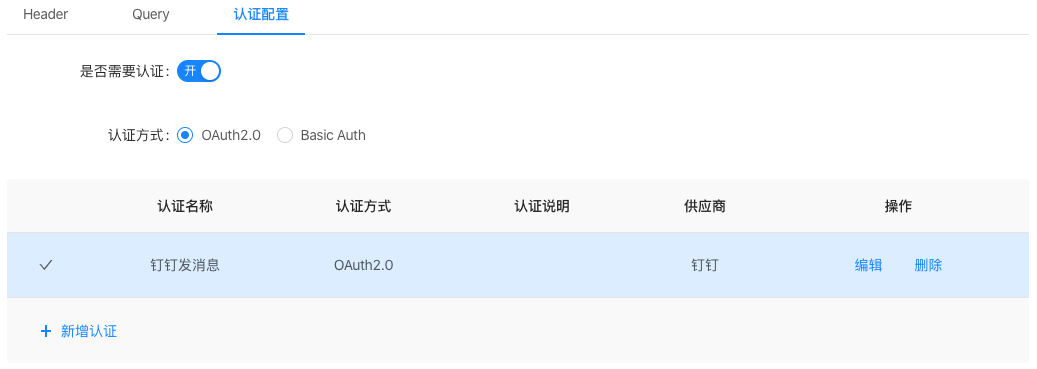 Header Query 认证配置
是否需要认证： 开
认证方式： OAuth2.0 Basic Auth
认证名称 认证方式 认证说明 供应商 操作
钉钉发消息 OAuth2.0 钉钉 编辑 删除
+ 新增认证